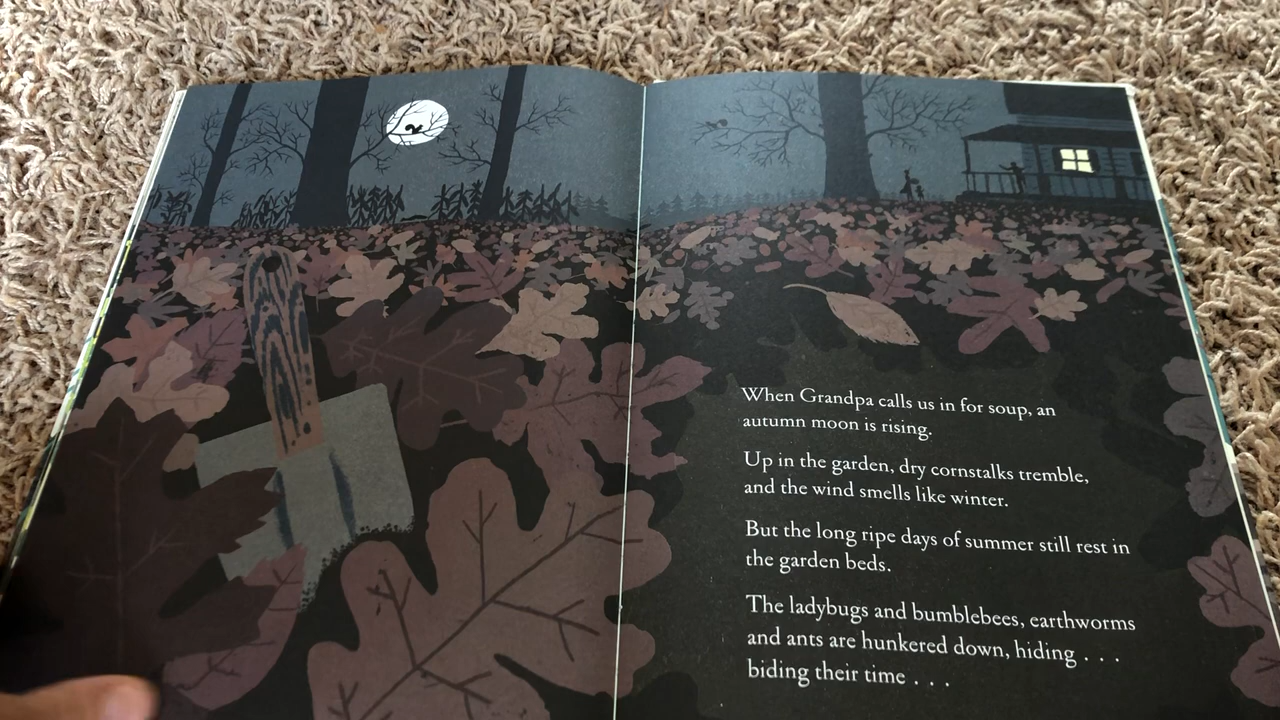 When Grandpa calls us in for soup, an
autumn moon is rising.
Up in the garden, dry cornstalks tremble,
and the wind smells like winter.
But the long ripe days of summer still rest in
the garden beds.
The ladybugs and bumblebees, earthworms
and ants are hunkered down, hiding . . .
biding their time . . .